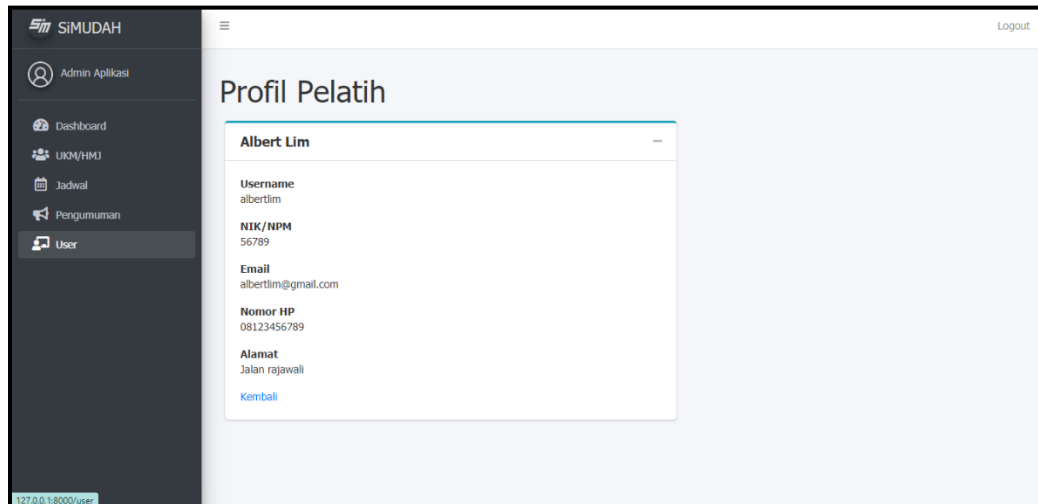 SiMUDAH
Logout
Admin Aplikasi
Dashboard
UKM/HMJ
Jadwal
Pengumuman
User
Profil Pelatih
Albert Lim
Username
albertlim
NIK/NPM
56789
Email
albertlim@gmail.com
Nomor HP
08123456789
Alamat
Jalan rajawali
Kembali
127.0.0.1:8000/user